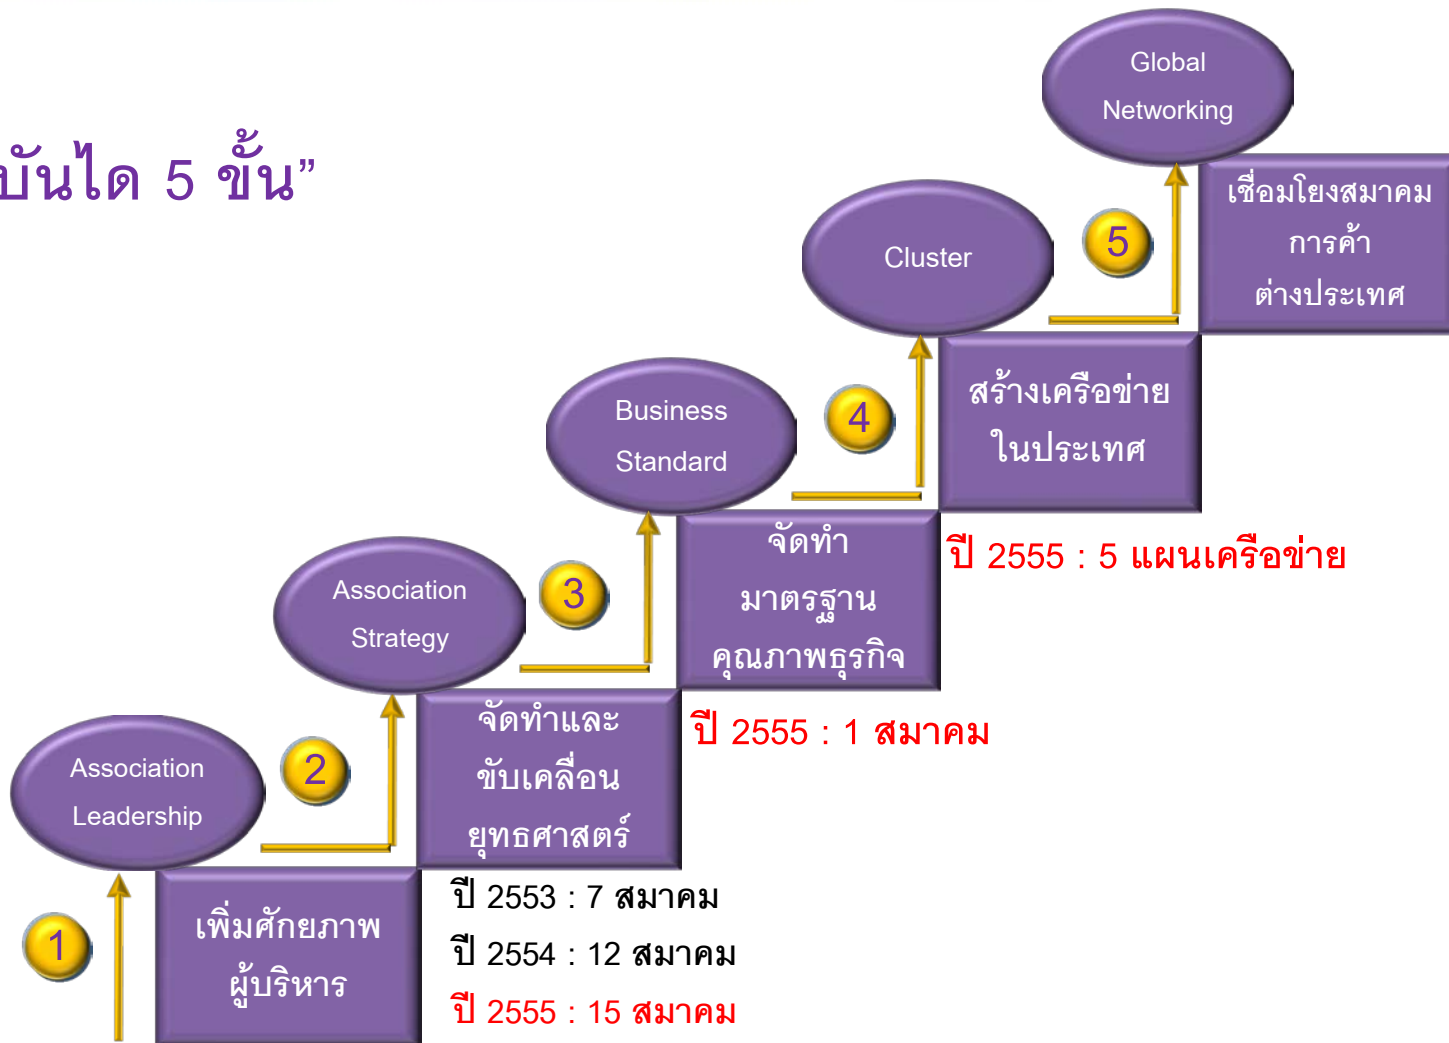 บันได 5 ขั้น”
Global
Networking
เชื่อมโยงสมาคม
การค้า
ต่างประเทศ
5
Cluster
สร้างเครือข่าย
ในประเทศ
4
Business
Standard
จัดทำ
มาตรฐาน
คุณภาพธุรกิจ
ปี 2555 : 5 แผนเครือข่าย
3
Association
Strategy
จัดทำและ
ขับเคลื่อน
ยุทธศาสตร์
ปี 2555 : 1 สมาคม
2
Association
Leadership
เพิ่มศักยภาพ
ผู้บริหาร
1
ปี 2553 : 7 สมาคม
ปี 2554 : 12 สมาคม
ปี 2555 : 15 สมาคม